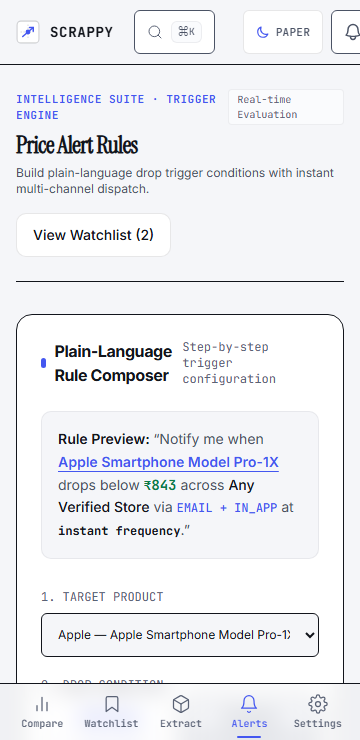 SCRAPPY
⌘K
PAPER
INTELLIGENCE SUITE · TRIGGER
ENGINE
Real-time
Evaluation
Price Alert Rules
Build plain-language drop trigger conditions with instant
multi-channel dispatch.
View Watchlist (2)
Plain-Language
Rule Composer
Step-by-step
trigger
configuration
Rule Preview: “Notify me when
Apple Smartphone Model Pro-1X
drops below ₹843 across Any
Verified Store via EMAIL + IN_APP at
instant frequency.”
1. TARGET PRODUCT
Apple — Apple Smartphone Model Pro-1X
Compare
Watchlist
Extract
Alerts
Settings